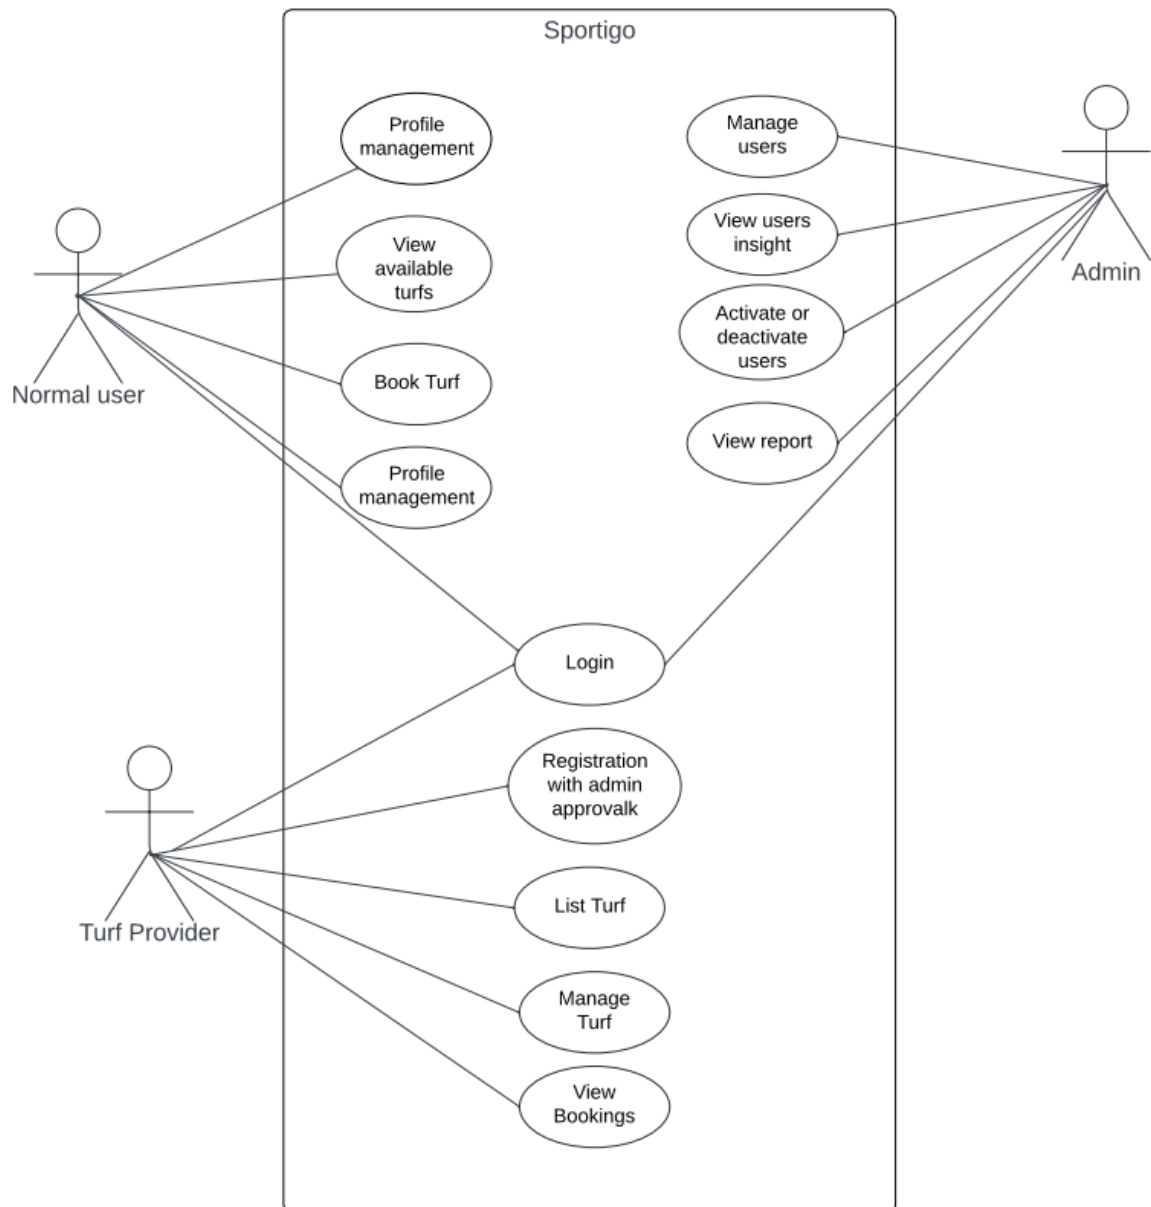 Sportigo
Profile
management
View
available
turfs
Book Turf
Profile
management
Normal user
Manage
users
View users
insight
Activate or
deactivate
users
View report
Admin
Login
Registration
with admin
approvalk
List Turf
Manage
Turf
View
Bookings
Turf Provider